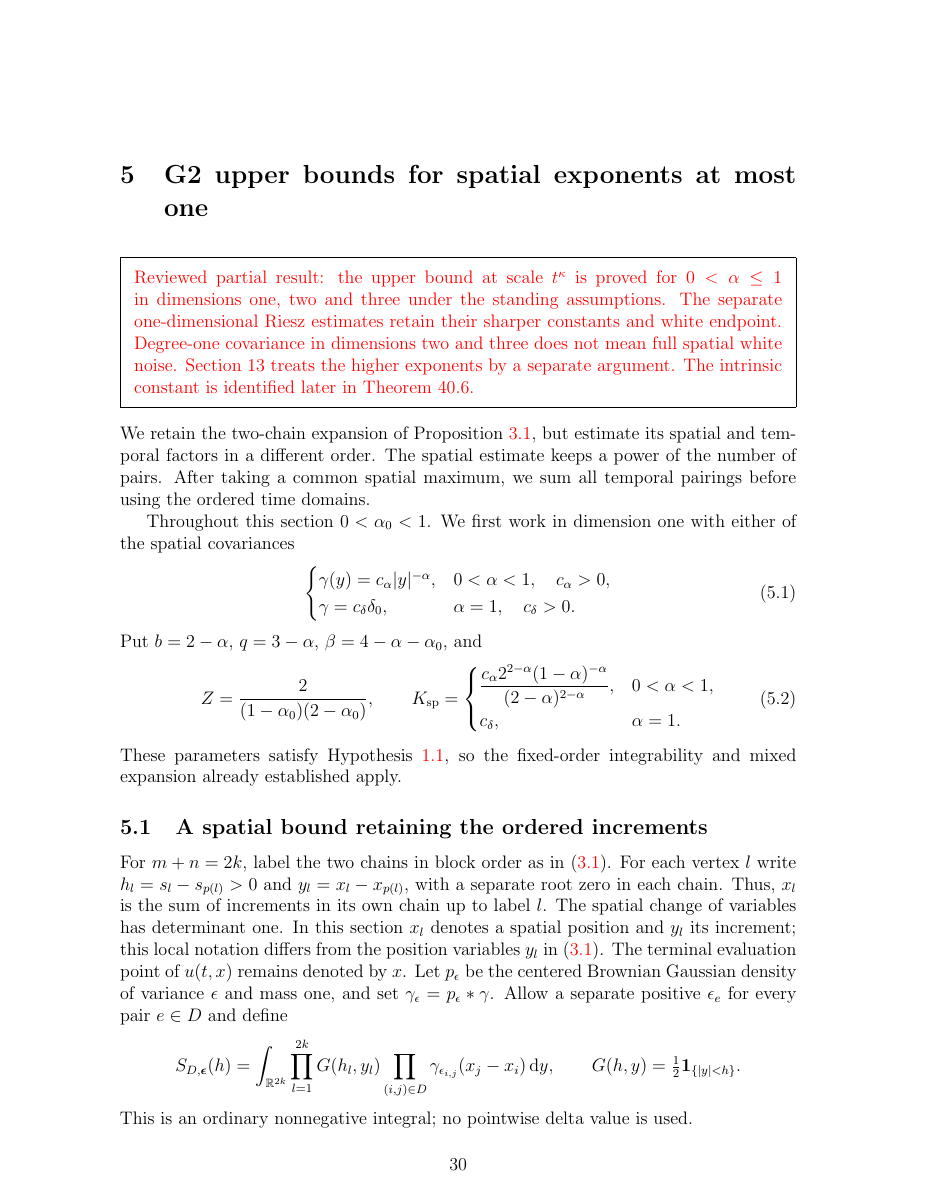 5 G2 upper bounds for spatial exponents at most
one
Reviewed partial result: the upper bound at scale t^κ is proved for 0 < α ≤ 1
in dimensions one, two and three under the standing assumptions. The separate
one-dimensional Riesz estimates retain their sharper constants and white endpoint.
Degree-one covariance in dimensions two and three does not mean full spatial white
noise. Section 13 treats the higher exponents by a separate argument. The intrinsic
constant is identified later in Theorem 40.6.
We retain the two-chain expansion of Proposition 3.1, but estimate its spatial and tem-
poral factors in a different order. The spatial estimate keeps a power of the number of
pairs. After taking a common spatial maximum, we sum all temporal pairings before
using the ordered time domains.
Throughout this section 0 < α_0 < 1. We first work in dimension one with either of
the spatial covariances
{ γ(y) = c_α|y|^{−α}, 0 < α < 1, c_α > 0,
γ = c_δδ_0, α = 1, c_δ > 0. (5.1)
Put b = 2 − α, q = 3 − α, β = 4 − α − α_0, and
Z = \frac{2}{(1 − α_0)(2 − α_0)}, K_{sp} = { \frac{c_α2^{2−α}(1 − α)^{−α}}{(2 − α)^{2−α}}, 0 < α < 1,
c_δ, α = 1. (5.2)
These parameters satisfy Hypothesis 1.1, so the fixed-order integrability and mixed
expansion already established apply.
5.1 A spatial bound retaining the ordered increments
For m + n = 2k, label the two chains in block order as in (3.1). For each vertex l write
h_l = s_l − s_{p(l)} > 0 and y_l = x_l − x_{p(l)}, with a separate root zero in each chain. Thus, x_l
is the sum of increments in its own chain up to label l. The spatial change of variables
has determinant one. In this section x_l denotes a spatial position and y_l its increment;
this local notation differs from the position variables y_l in (3.1). The terminal evaluation
point of u(t, x) remains denoted by x. Let p_ϵ be the centered Brownian Gaussian density
of variance ϵ and mass one, and set γ_ϵ = p_ϵ ∗ γ. Allow a separate positive ϵ_e for every
pair e ∈ D and define
S_{D,ϵ}(h) = ∫_{ℝ^{2k}} ∏_{l=1}^{2k} G(h_l, y_l) ∏_{(i,j)∈D} γ_{ϵ_{i,j}}(x_j − x_i) dy, G(h, y) = \frac{1}{2}1_{\{|y|<h\}}.
This is an ordinary nonnegative integral; no pointwise delta value is used.
30